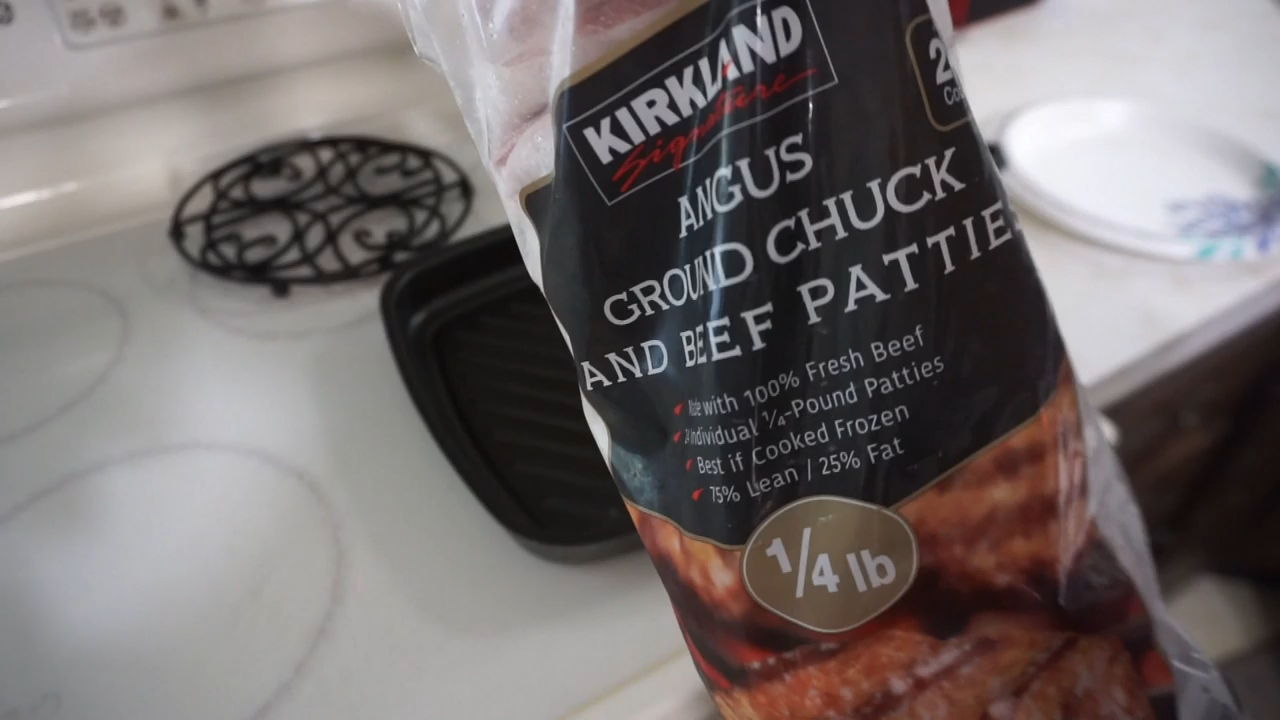 KIRKLAND
Signature
ANGUS
GROUND CHUCK
AND BEEF PATTIES
Made with 100% Fresh Beef
Individual ¼-Pound Patties
Best if Cooked Frozen
75% Lean / 25% Fat
1/4 lb